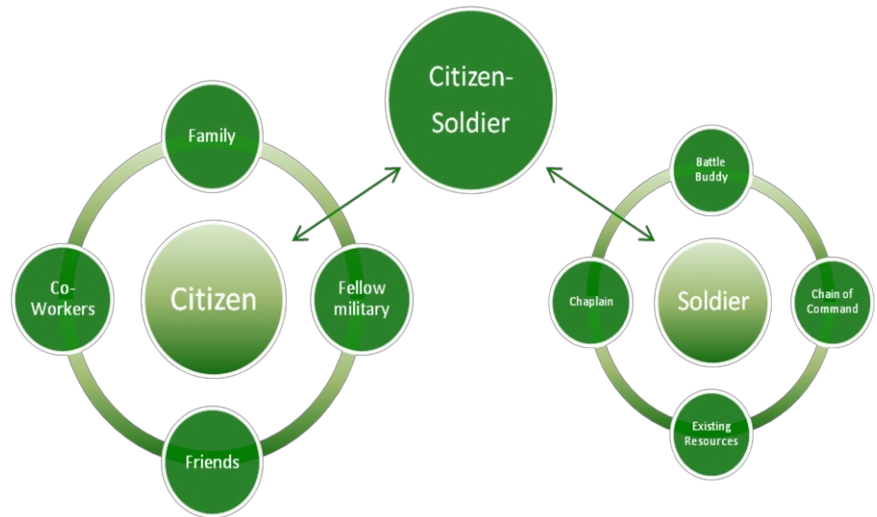 Citizen-
Soldier
Family
Co-
Workers
Citizen
Fellow
military
Friends
Battle
Buddy
Chaplain
Soldier
Chain of
Command
Existing
Resources